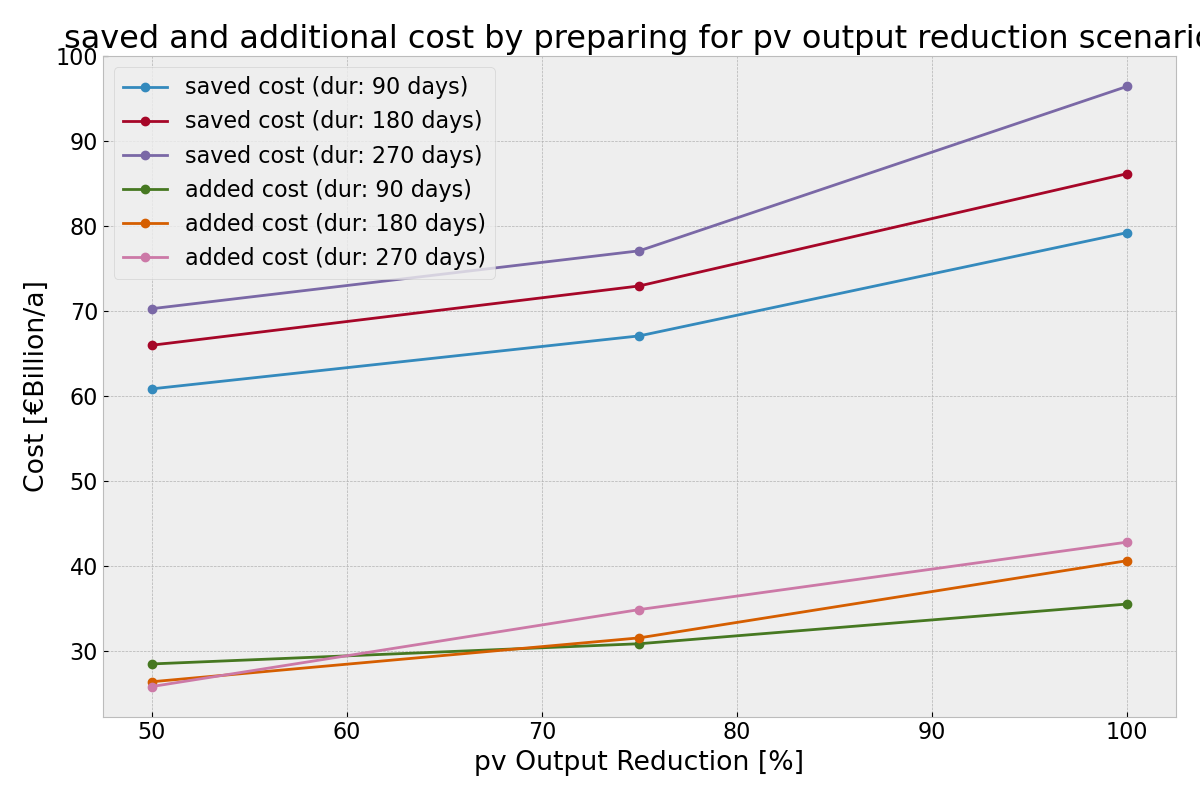 saved and additional cost by preparing for pv output reduction scenario
100
90
80
70
60
50
40
30
Cost [€Billion/a]
saved cost (dur: 90 days)
saved cost (dur: 180 days)
saved cost (dur: 270 days)
added cost (dur: 90 days)
added cost (dur: 180 days)
added cost (dur: 270 days)
50 60 70 80 90 100
pv Output Reduction [%]